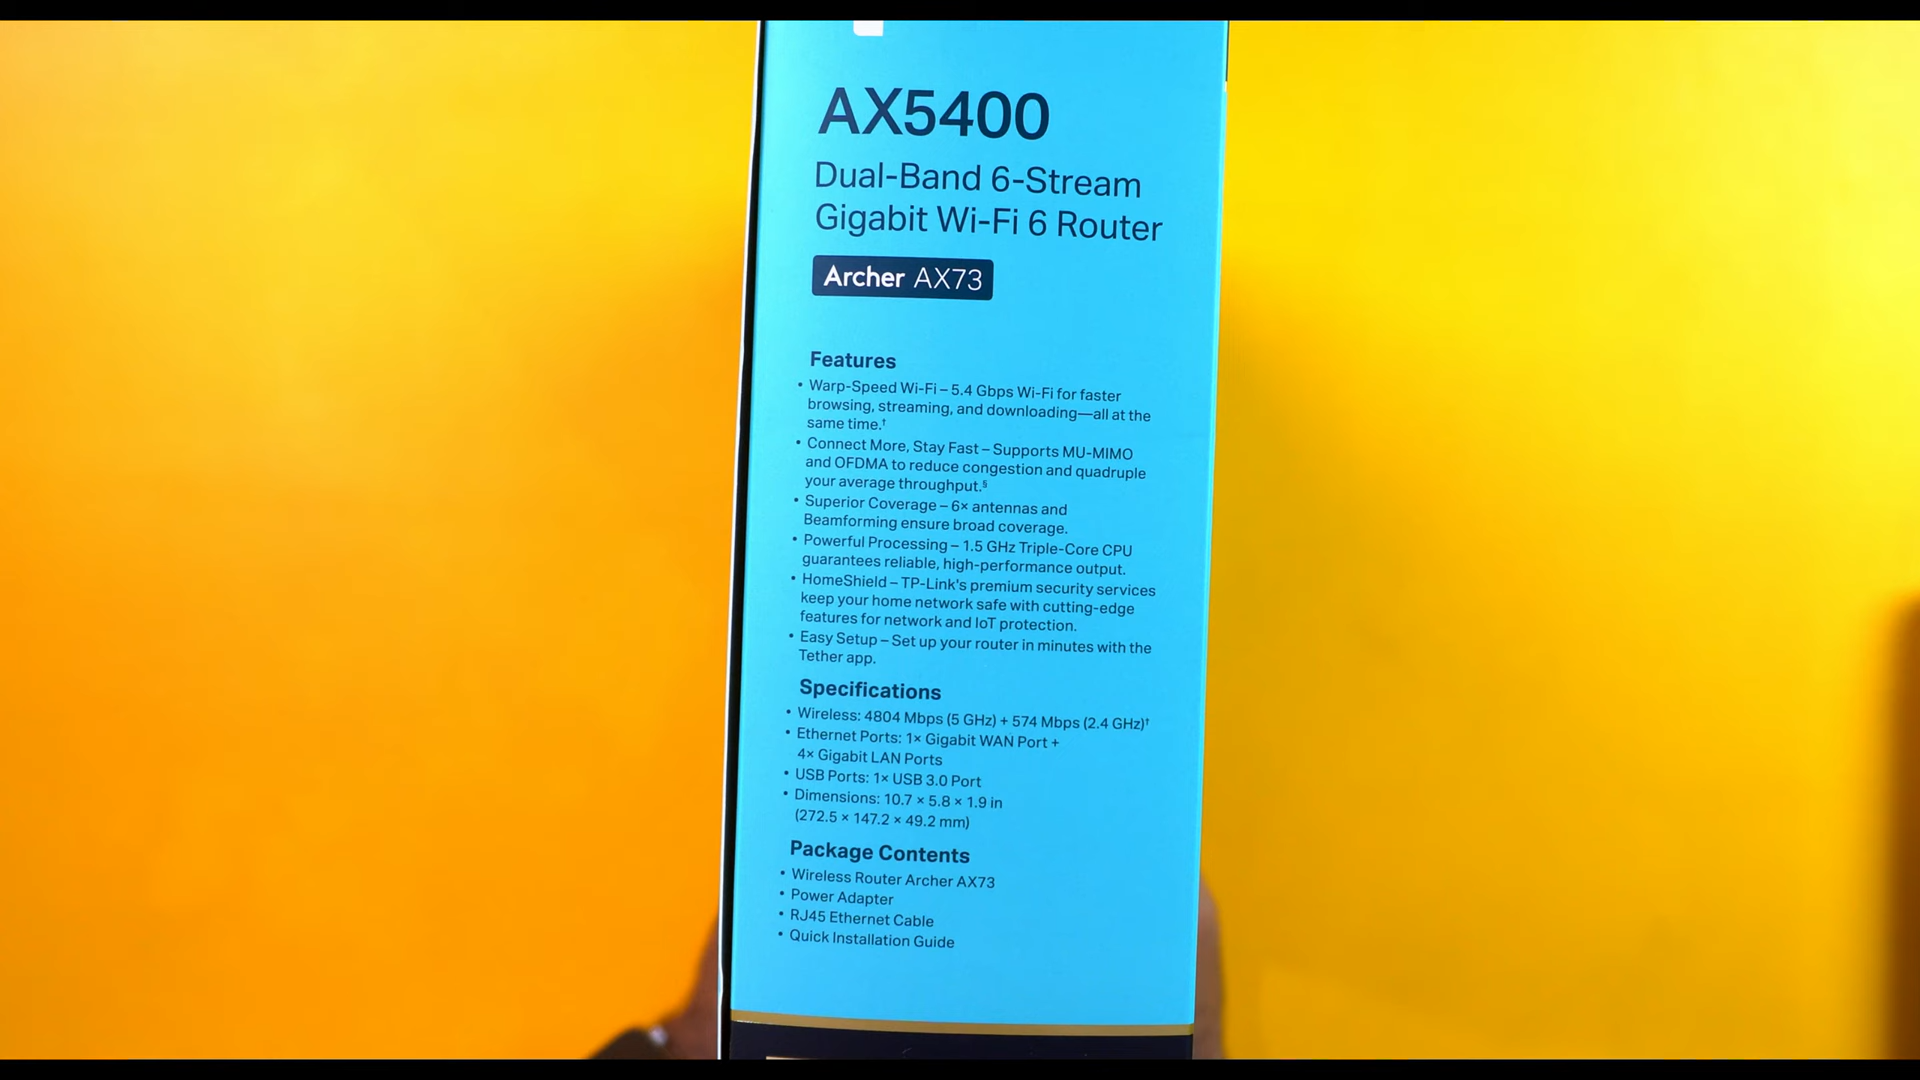 AX5400
Dual-Band 6-Stream
Gigabit Wi-Fi 6 Router
Archer AX73
Features
• Warp-Speed Wi-Fi – 5.4 Gbps Wi-Fi for faster
browsing, streaming, and downloading—all at the
same time.†
• Connect More, Stay Fast – Supports MU-MIMO
and OFDMA to reduce congestion and quadruple
your average throughput.§
• Superior Coverage – 6× antennas and
Beamforming ensure broad coverage.
• Powerful Processing – 1.5 GHz Triple-Core CPU
guarantees reliable, high-performance output.
• HomeShield – TP-Link's premium security services
keep your home network safe with cutting-edge
features for network and IoT protection.
• Easy Setup – Set up your router in minutes with the
Tether app.
Specifications
• Wireless: 4804 Mbps (5 GHz) + 574 Mbps (2.4 GHz)†
• Ethernet Ports: 1× Gigabit WAN Port +
4× Gigabit LAN Ports
• USB Ports: 1× USB 3.0 Port
• Dimensions: 10.7 × 5.8 × 1.9 in
(272.5 × 147.2 × 49.2 mm)
Package Contents
• Wireless Router Archer AX73
• Power Adapter
• RJ45 Ethernet Cable
• Quick Installation Guide